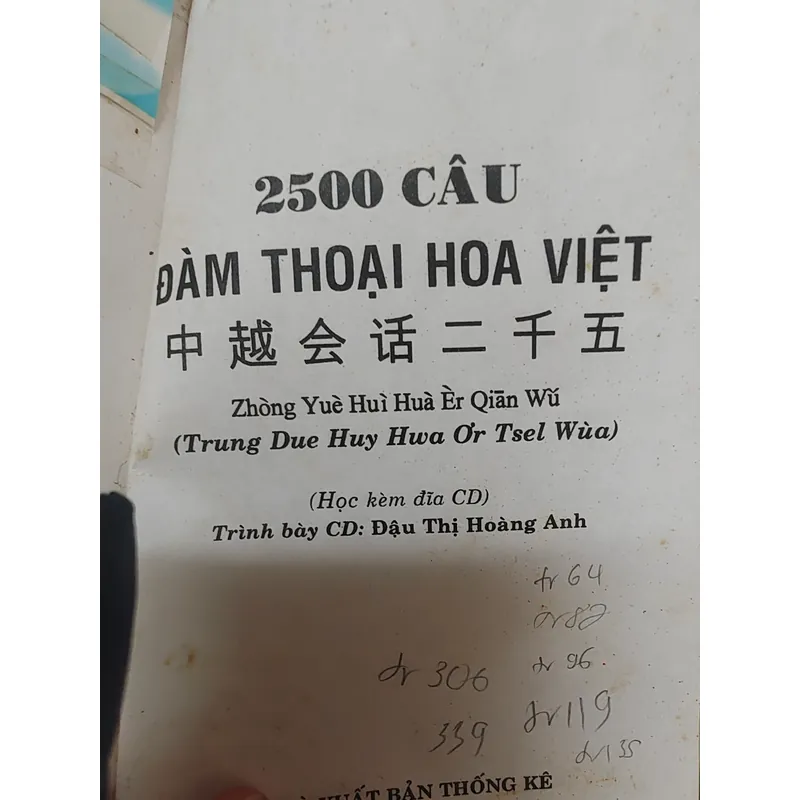 2500 CÂU
ĐÀM THOẠI HOA VIỆT
中越会话二千五
Zhòng Yuè Huì Huà Èr Qiān Wǔ
(Trung Due Huy Hwa Ơr Tsel Wùa)
(Học kèm đĩa CD)
Trình bày CD: Đậu Thị Hoàng Anh
tr 64
tr 82
tr 96.
tr 306
tr 119
339
tr 135
XUẤT BẢN THỐNG KÊ